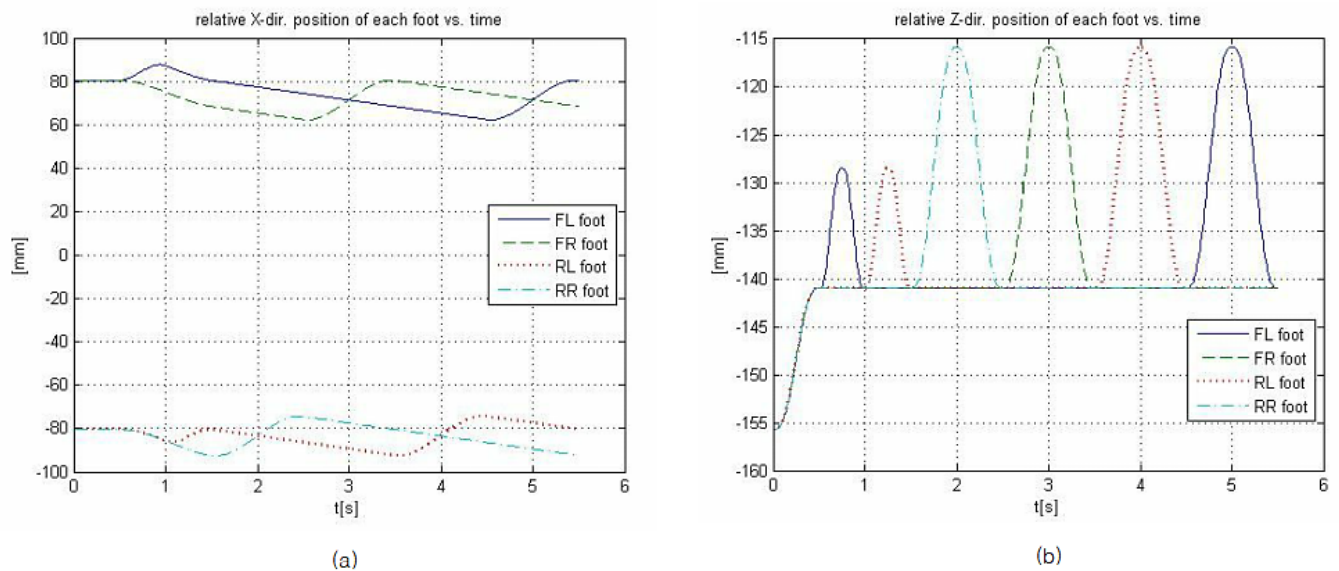 relative X-dir. position of each foot vs. time
100
80
60
40
20
0
-20
-40
-60
-80
-100
[mm]
0 1 2 3 4 5 6
t[s]
FL foot
FR foot
RL foot
RR foot
(a)
relative Z-dir. position of each foot vs. time
-115
-120
-125
-130
-135
-140
-145
-150
-155
-160
[mm]
0 1 2 3 4 5 6
t[s]
FL foot
FR foot
RL foot
RR foot
(b)